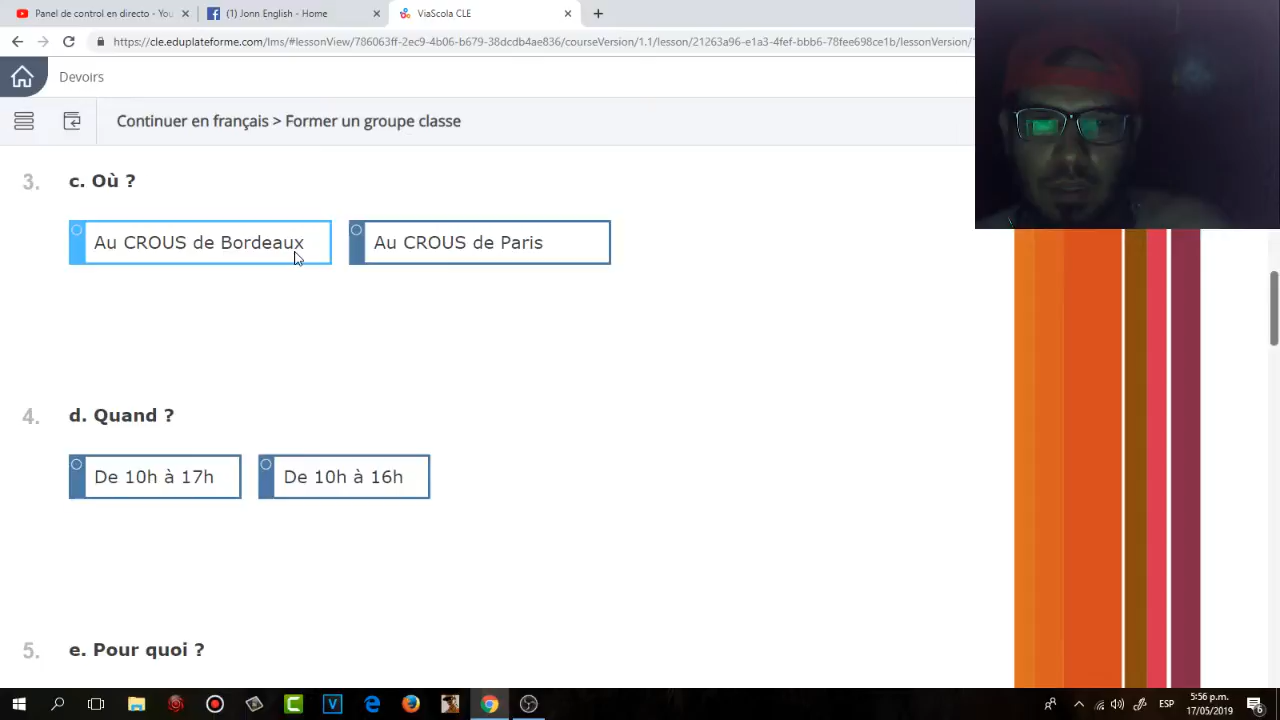 Panel de control en directo - You
(1) Jonn English - Home
ViaScola CLE
https://cle.eduplateforme.com/lms/#lessonView/786063ff-2ec9-4b06-b679-38dcdb4ae836/courseVersion/1.1/lesson/21263a96-e1a3-4fef-bbb6-78fee698ce1b/lessonVersion/
Devoirs
Continuer en français > Former un groupe classe
3. c. Où ?
Au CROUS de Bordeaux
Au CROUS de Paris
4. d. Quand ?
De 10h à 17h
De 10h à 16h
5. e. Pour quoi ?
ESP
5:56 p.m.
17/05/2019
6